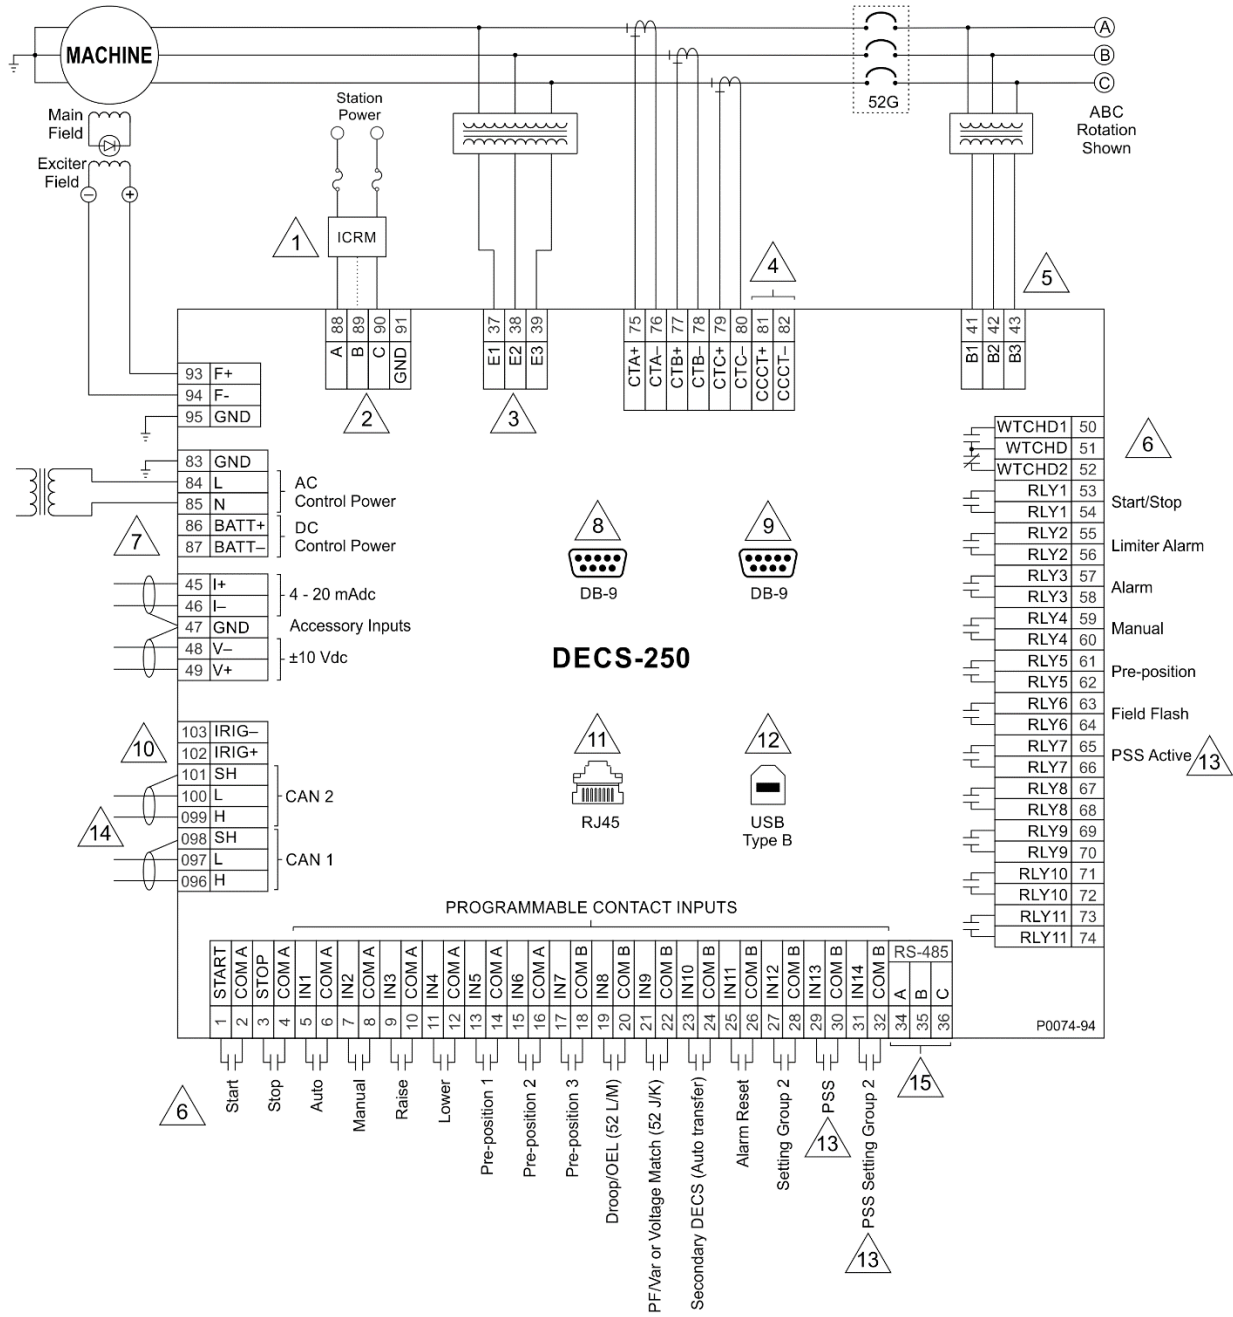 MACHINE
A
B
C
52G
ABC
Rotation
Shown
Main
Field
Exciter
Field
−
+
Station
Power
1
ICRM
4
5
88 A
89 B
90 C
91 GND
2
37 E1
38 E2
39 E3
3
75 CTA+
76 CTA–
77 CTB+
78 CTB–
79 CTC+
80 CTC–
81 CCCT+
82 CCCT–
41 B1
42 B2
43 B3
93 F+
94 F-
95 GND
83 GND
84 L
85 N
AC
Control Power
86 BATT+
87 BATT–
DC
Control Power
7
45 I+
46 I–
4 - 20 mAdc
47 GND
Accessory Inputs
48 V–
49 V+
±10 Vdc
103 IRIG–
102 IRIG+
10
101 SH
100 L
099 H
CAN 2
14
098 SH
097 L
096 H
CAN 1
8
DB-9
9
DB-9
DECS-250
11
RJ45
12
USB
Type B
WTCHD1 50
WTCHD 51
WTCHD2 52
6
RLY1 53
RLY1 54
Start/Stop
RLY2 55
RLY2 56
Limiter Alarm
RLY3 57
RLY3 58
Alarm
RLY4 59
RLY4 60
Manual
RLY5 61
RLY5 62
Pre-position
RLY6 63
RLY6 64
Field Flash
RLY7 65
RLY7 66
PSS Active
13
RLY8 67
RLY8 68
RLY9 69
RLY9 70
RLY10 71
RLY10 72
RLY11 73
RLY11 74
PROGRAMMABLE CONTACT INPUTS
START 1
COM A 2
STOP 3
COM A 4
IN1 5
COM A 6
IN2 7
COM A 8
IN3 9
COM A 10
IN4 11
COM A 12
IN5 13
COM A 14
IN6 15
COM A 16
IN7 17
COM B 18
IN8 19
COM B 20
IN9 21
COM B 22
IN10 23
COM B 24
IN11 25
COM B 26
IN12 27
COM B 28
IN13 29
COM B 30
IN14 31
COM B 32
RS-485
A 34
B 35
C 36
P0074-94
6
Start
Stop
Auto
Manual
Raise
Lower
Pre-position 1
Pre-position 2
Pre-position 3
Droop/OEL (52 L/M)
PF/Var or Voltage Match (52 J/K)
Secondary DECS (Auto transfer)
Alarm Reset
Setting Group 2
PSS
13
PSS Setting Group 2
13
15